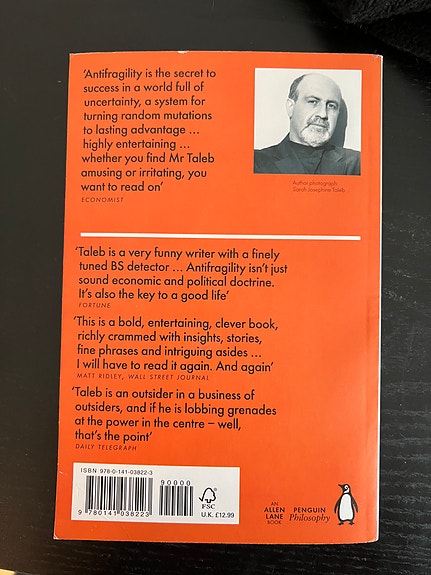 ‘Antifragility is the secret to
success in a world full of
uncertainty, a system for
turning random mutations
to lasting advantage ...
highly entertaining ...
whether you find Mr Taleb
amusing or irritating, you
want to read on’
ECONOMIST
Author photograph:
Sarah Josephine Taleb
‘Taleb is a very funny writer with a finely
tuned BS detector ... Antifragility isn’t just
sound economic and political doctrine.
It’s also the key to a good life’
FORTUNE
‘This is a bold, entertaining, clever book,
richly crammed with insights, stories,
fine phrases and intriguing asides ...
I will have to read it again. And again’
MATT RIDLEY, WALL STREET JOURNAL
‘Taleb is an outsider in a business of
outsiders, and if he is lobbing grenades
at the power in the centre – well,
that’s the point’
DAILY TELEGRAPH
ISBN 978-0-141-03822-3
90000
9 780141 038223
FSC
U.K. £12.99
AN
ALLEN
LANE
BOOK
PENGUIN
Philosophy